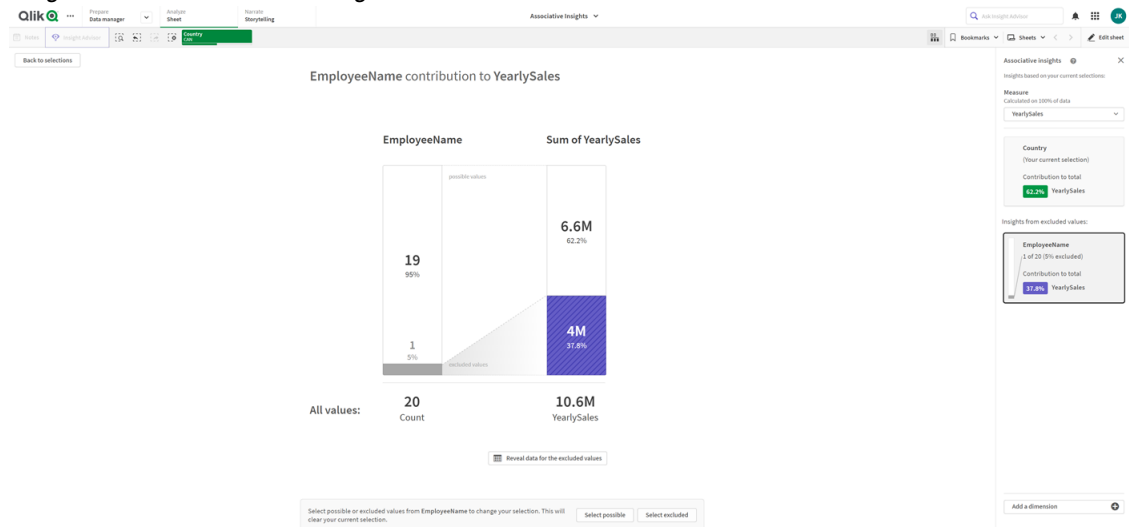 Qlik
Prepare
Data manager
Analyze
Sheet
Narrate
Storytelling
Associative Insights
Ask Insight Advisor
JK
Notes
Insight Advisor
Country
CAN
Bookmarks
Sheets
Edit sheet
Back to selections
EmployeeName contribution to YearlySales
EmployeeName
Sum of YearlySales
possible values
6.6M
62.2%
19
95%
4M
37.8%
1
5%
excluded values
All values:
20
Count
10.6M
YearlySales
Reveal data for the excluded values
Select possible or excluded values from EmployeeName to change your selection. This will
clear your current selection.
Select possible
Select excluded
Associative insights
Insights based on your current selections:
Measure
Calculated on 100% of data
YearlySales
Country
(Your current selection)
Contribution to total
62.2% YearlySales
Insights from excluded values:
EmployeeName
1 of 20 (5% excluded)
Contribution to total
37.8% YearlySales
Add a dimension